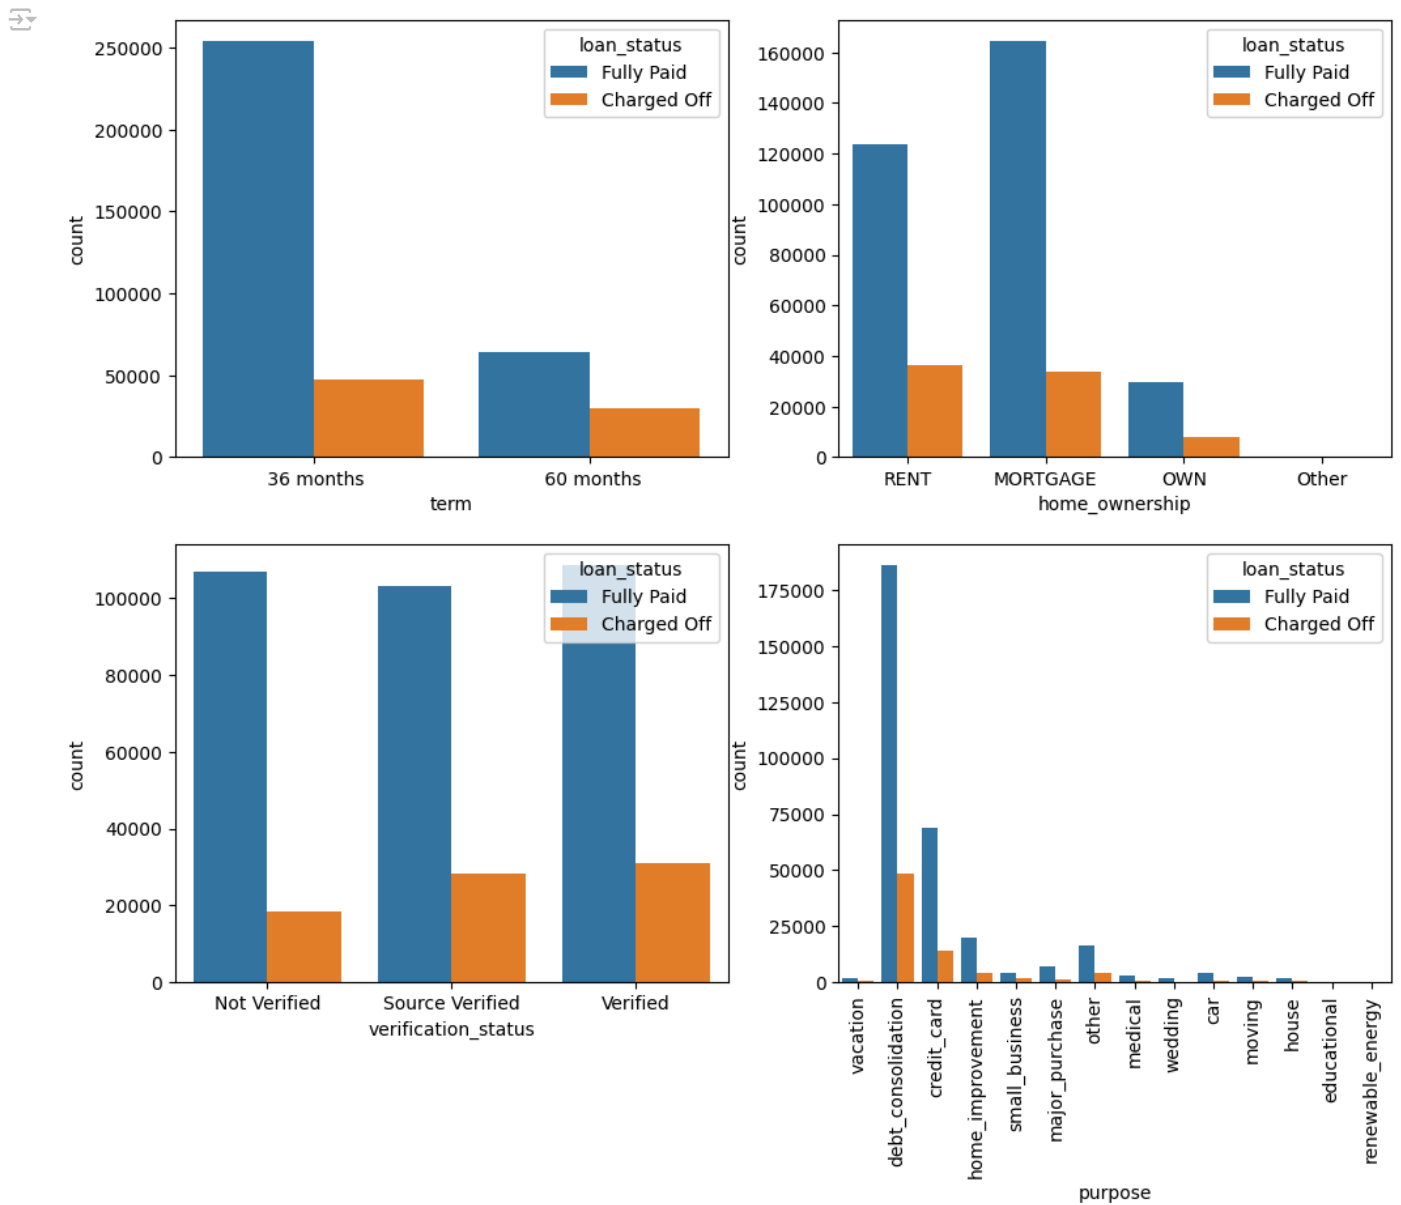 250000
200000
150000
100000
50000
0
count
36 months
60 months
term
loan_status
Fully Paid
Charged Off
160000
140000
120000
100000
80000
60000
40000
20000
0
count
RENT
MORTGAGE
OWN
Other
home_ownership
loan_status
Fully Paid
Charged Off
100000
80000
60000
40000
20000
0
count
Not Verified
Source Verified
Verified
verification_status
loan_status
Fully Paid
Charged Off
175000
150000
125000
100000
75000
50000
25000
0
count
vacation
debt_consolidation
credit_card
home_improvement
small_business
major_purchase
other
medical
wedding
car
moving
house
educational
renewable_energy
purpose
loan_status
Fully Paid
Charged Off